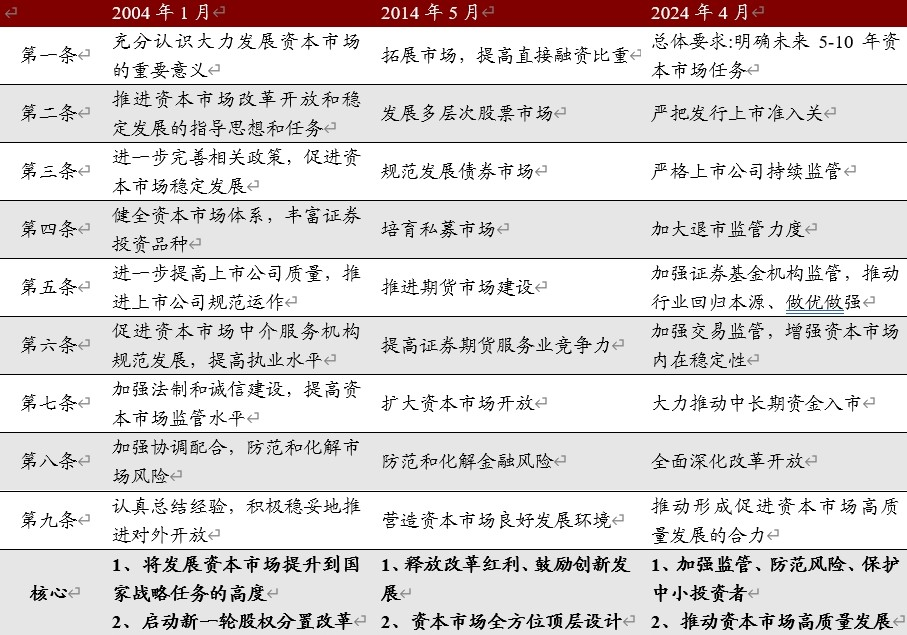 2004 年 1 月 2014 年 5 月 2024 年 4 月
第一条 充分认识大力发展资本市场的重要意义 拓展市场，提高直接融资比重 总体要求:明确未来 5-10 年资本市场任务
第二条 推进资本市场改革开放和稳定发展的指导思想和任务 发展多层次股票市场 严把发行上市准入关
第三条 进一步完善相关政策，促进资本市场稳定发展 规范发展债券市场 严格上市公司持续监管
第四条 健全资本市场体系，丰富证券投资品种 培育私募市场 加大退市监管力度
第五条 进一步提高上市公司质量，推进上市公司规范运作 推进期货市场建设 加强证券基金机构监管，推动行业回归本源、做优做强
第六条 促进资本市场中介服务机构规范发展，提高执业水平 提高证券期货服务业竞争力 加强交易监管，增强资本市场内在稳定性
第七条 加强法制和诚信建设，提高资本市场监管水平 扩大资本市场开放 大力推动中长期资金入市
第八条 加强协调配合，防范和化解市场风险 防范和化解金融风险 全面深化改革开放
第九条 认真总结经验，积极稳妥地推进对外开放 营造资本市场良好发展环境 推动形成促进资本市场高质量发展的合力
核心 1、将发展资本市场提升到国家战略任务的高度 1、释放改革红利、鼓励创新发展 1、加强监管、防范风险、保护中小投资者
2、启动新一轮股权分置改革 2、资本市场全方位顶层设计 2、推动资本市场高质量发展